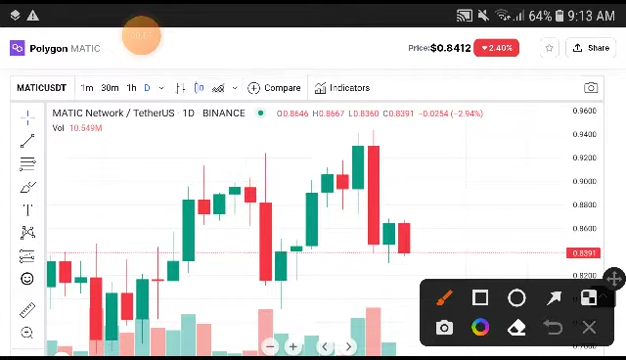 64% 9:13 AM
Polygon MATIC
Price:$0.8412 ▼2.40% Share
MATICUSDT 1m 30m 1h D Compare Indicators
MATIC Network / TetherUS · 1D · BINANCE O0.8646 H0.8667 L0.8360 C0.8391 −0.0254 (−2.94%)
Vol 10.549M
0.9600
0.9400
0.9200
0.9000
0.8800
0.8600
0.8391
0.8200
T